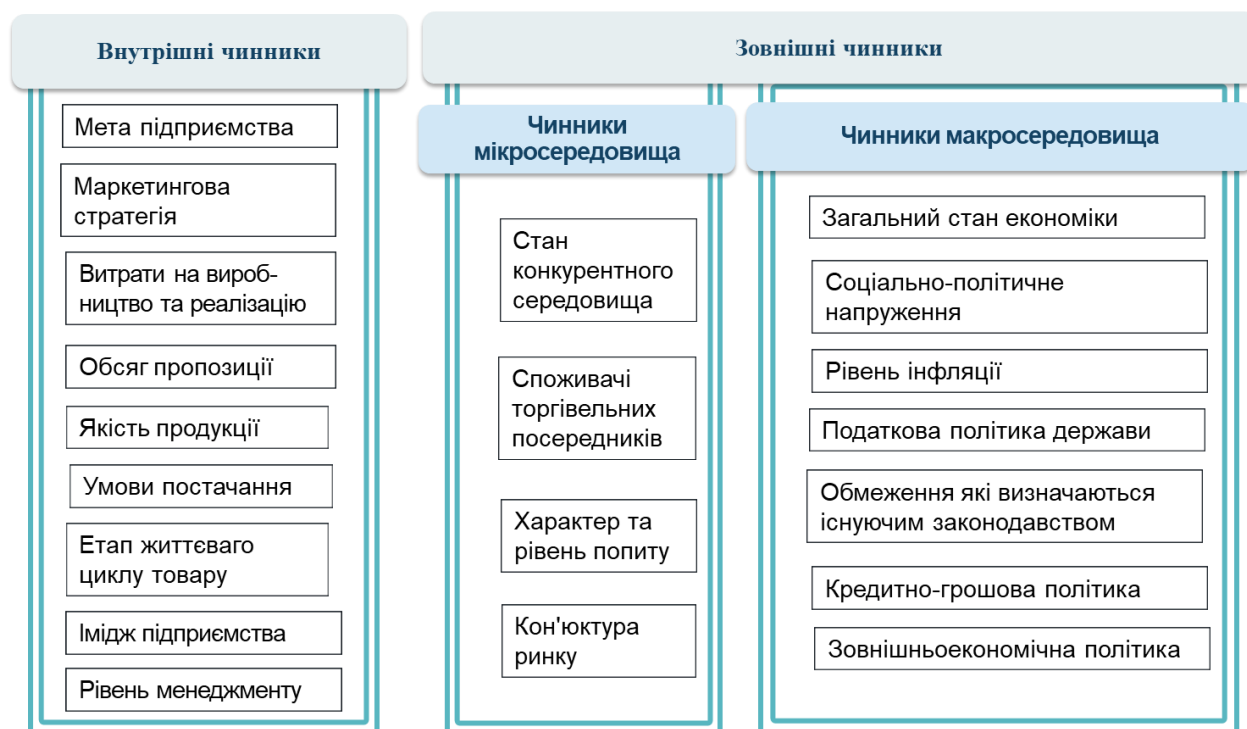 Внутрішні чинники
Мета підприємства
Маркетингова
стратегія
Витрати на вироб-
ництво та реалізацію
Обсяг пропозиції
Якість продукції
Умови постачання
Етап життєваго
циклу товару
Імідж підприємства
Рівень менеджменту
Зовнішні чинники
Чинники
мікросередовища
Стан
конкурентного
середовища
Споживачі
торгівельних
посередників
Характер та
рівень попиту
Кон'юктура
ринку
Чинники макросередовища
Загальний стан економіки
Соціально-політичне
напруження
Рівень інфляції
Податкова політика держави
Обмеження які визначаються
існуючим законодавством
Кредитно-грошова політика
Зовнішньоекономічна політика